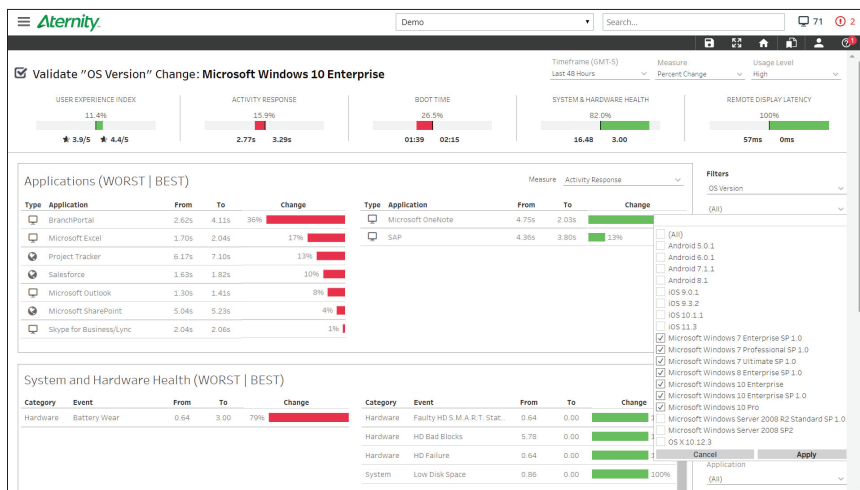 Aternity.
Demo
Search...
71
2
1
Validate "OS Version" Change: Microsoft Windows 10 Enterprise
Timeframe (GMT-5)
Last 48 Hours
Measure
Percent Change
Usage Level
High
USER EXPERIENCE INDEX
11.4%
3.9/5 4.4/5
ACTIVITY RESPONSE
15.9%
2.77s 3.29s
BOOT TIME
26.5%
01:39 02:15
SYSTEM & HARDWARE HEALTH
82.0%
16.48 3.00
REMOTE DISPLAY LATENCY
100%
57ms 0ms
Applications (WORST | BEST)
Measure Activity Response
Type Application From To Change
BranchPortal 2.62s 4.11s 36%
Microsoft Excel 1.70s 2.04s 17%
Project Tracker 6.17s 7.10s 13%
Salesforce 1.63s 1.82s 10%
Microsoft Outlook 1.30s 1.41s 8%
Microsoft SharePoint 5.04s 5.23s 4%
Skype for Business/Lync 2.04s 2.06s 1%
Type Application From To Change
Microsoft OneNote 4.75s 2.03s
SAP 4.36s 3.80s 13%
Filters
OS Version
(All)
(All)
Android 5.0.1
Android 6.0.1
Android 7.1.1
Android 8.1
iOS 9.0.1
iOS 9.3.2
iOS 10.1.1
iOS 11.3
Microsoft Windows 7 Enterprise SP 1.0
Microsoft Windows 7 Professional SP 1.0
Microsoft Windows 7 Ultimate SP 1.0
Microsoft Windows 8 Enterprise SP 1.0
Microsoft Windows 10 Enterprise
Microsoft Windows 10 Enterprise SP 1.0
Microsoft Windows 10 Pro
Microsoft Windows Server 2008 R2 Standard SP 1.0
Microsoft Windows Server 2008 SP2
OS X 10.12.3
Cancel Apply
Application
(All)
System and Hardware Health (WORST | BEST)
Category Event From To Change
Hardware Battery Wear 0.64 3.00 79%
Category Event From To Change
Hardware Faulty HD S.M.A.R.T. Stat... 0.64 0.00 1
Hardware HD Bad Blocks 5.78 0.00 1
Hardware HD Failure 0.64 0.00 1
System Low Disk Space 0.86 0.00 100%